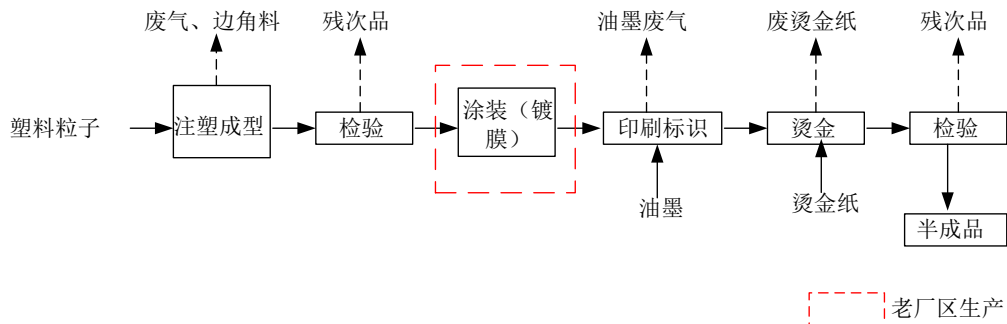 废气、边角料
残次品
油墨废气
废烫金纸
残次品
塑料粒子
注塑成型
检验
涂装（镀
膜）
印刷标识
烫金
检验
油墨
烫金纸
半成品
老厂区生产